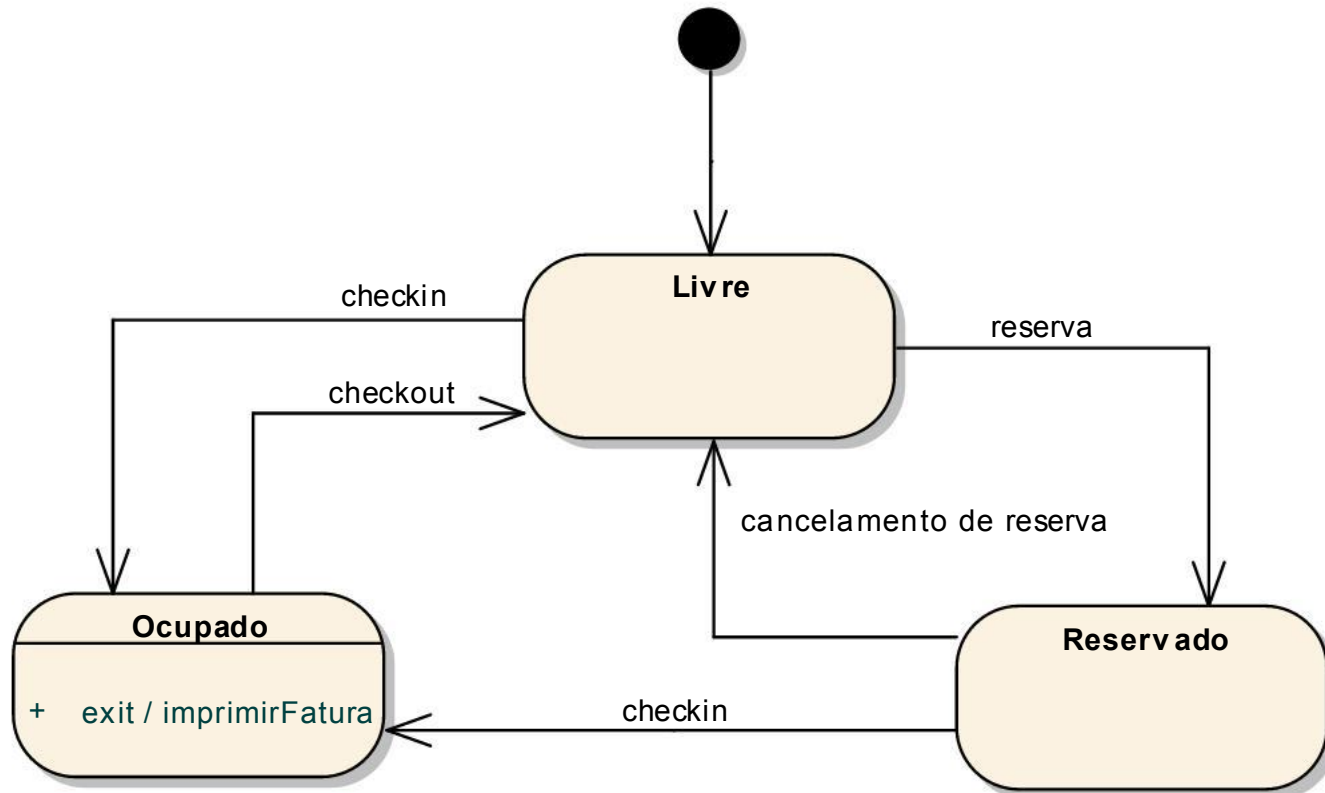 Livre
checkin
reserva
checkout
cancelamento de reserva
Ocupado
Reservado
+ exit / imprimirFatura
checkin